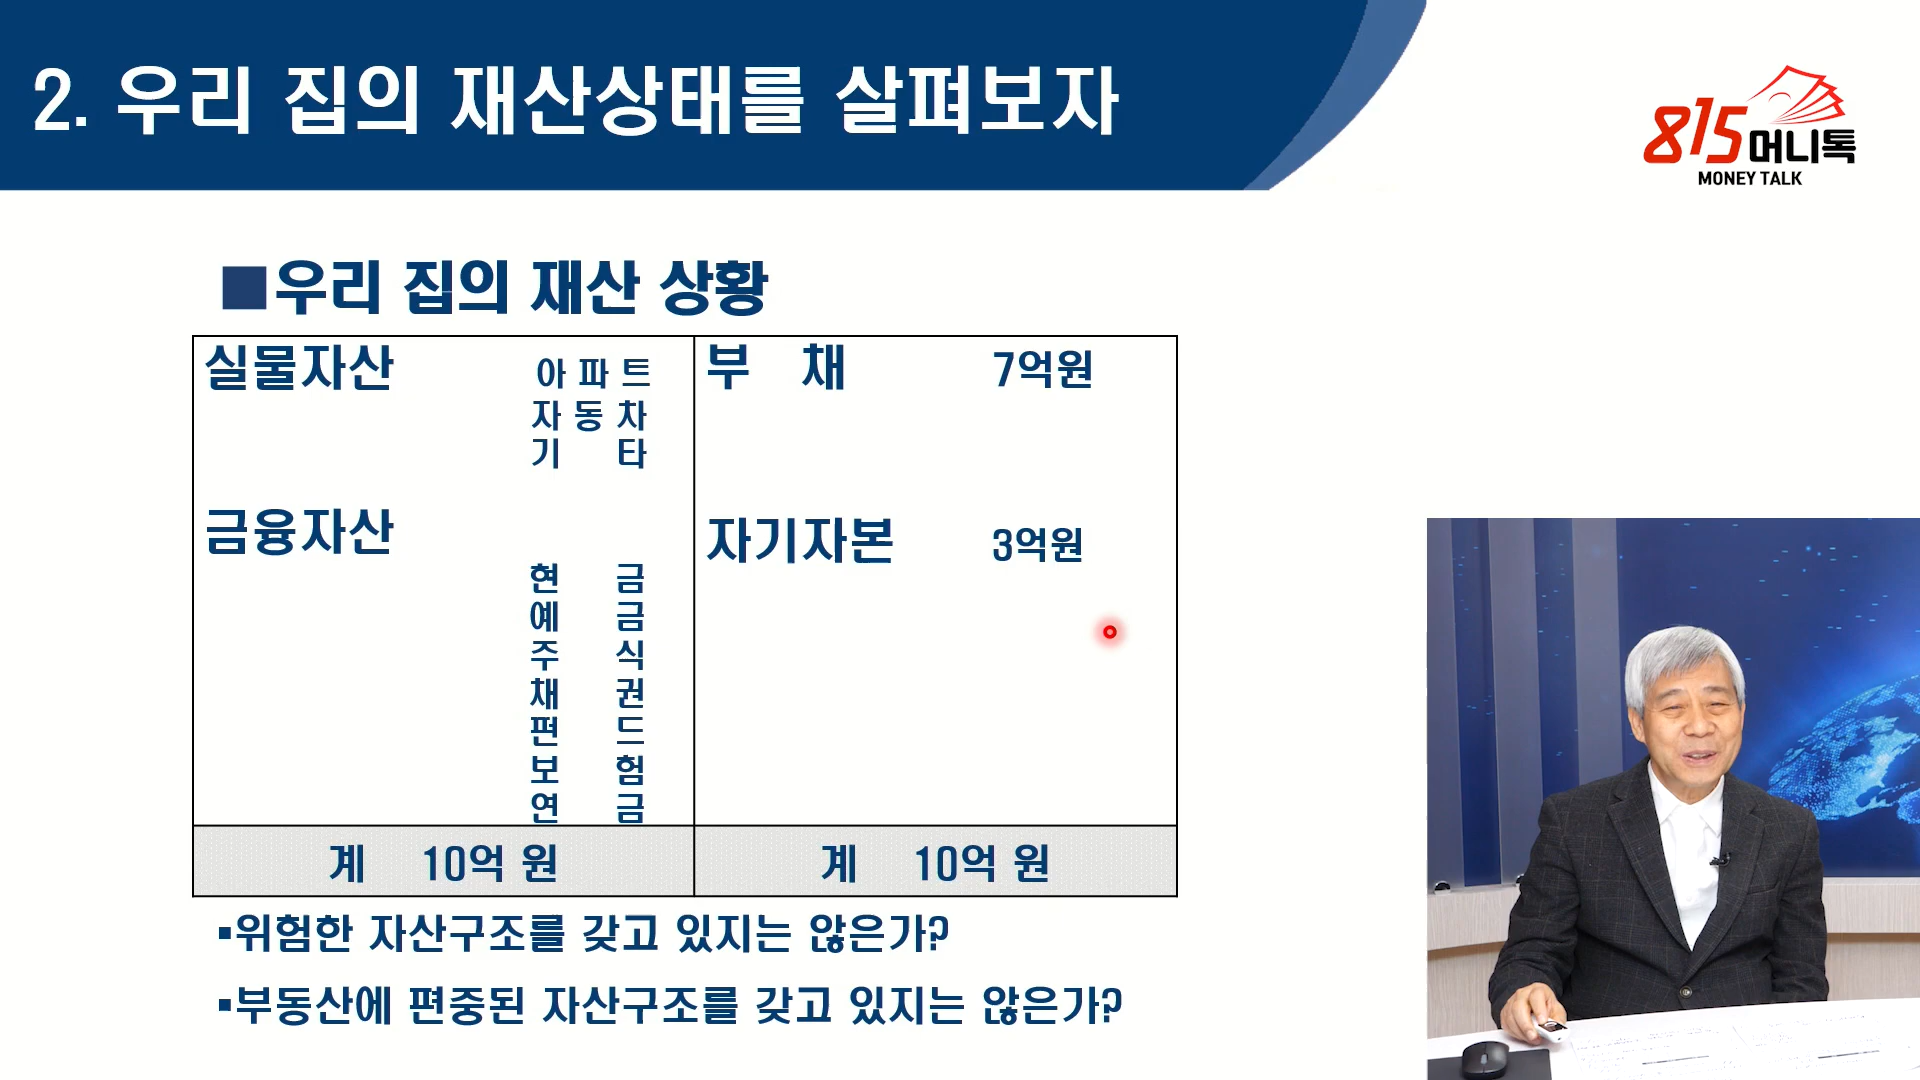 2. 우리 집의 재산상태를 살펴보자
815머니톡
MONEY TALK
■우리 집의 재산 상황
실물자산 아 파 트
자 동 차
기 타
금융자산
현 금
예 금
주 식
채 권
펀 드
보 험
연 금
부 채 7억원
자기자본 3억원
계 10억 원
계 10억 원
▪위험한 자산구조를 갖고 있지는 않은가?
▪부동산에 편중된 자산구조를 갖고 있지는 않은가?